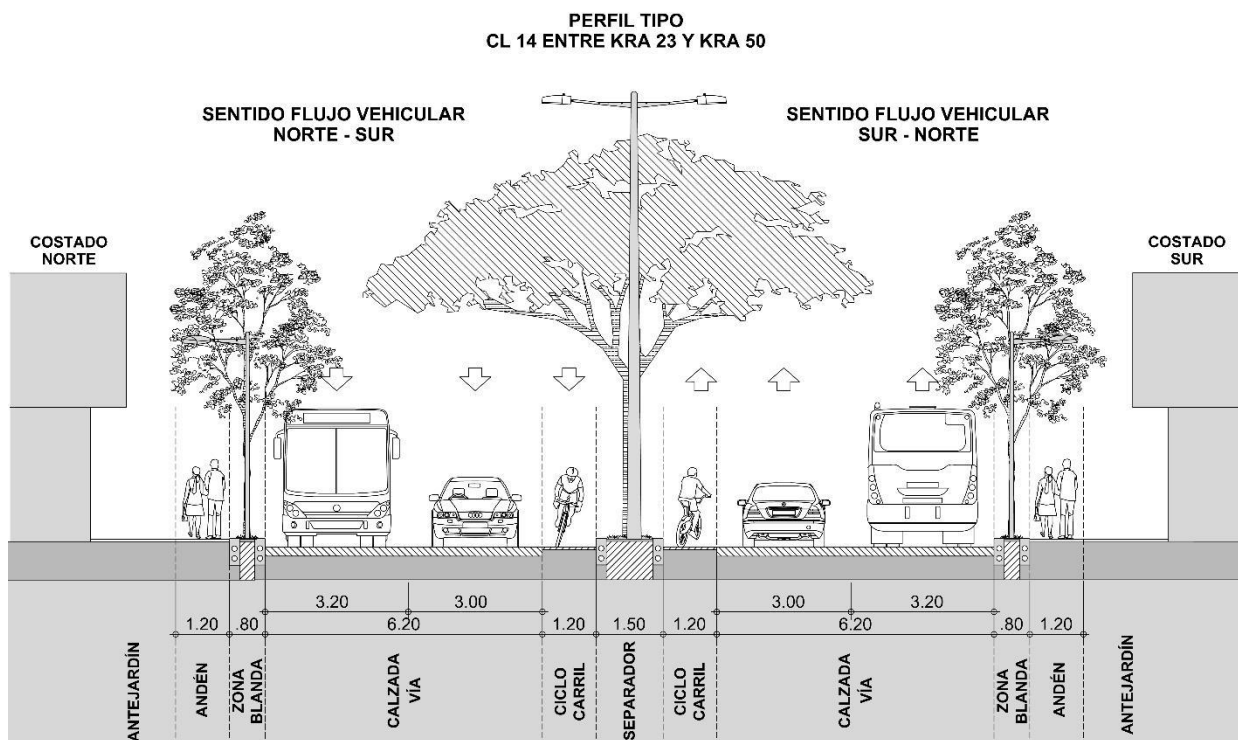 PERFIL TIPO
CL 14 ENTRE KRA 23 Y KRA 50
SENTIDO FLUJO VEHICULAR
NORTE - SUR
SENTIDO FLUJO VEHICULAR
SUR - NORTE
COSTADO
NORTE
COSTADO
SUR
3.20 3.00 3.00 3.20
1.20 .80 6.20 1.20 1.50 1.20 6.20 .80 1.20
ANTEJARDÍN
ANDÉN
ZONA
BLANDA
CALZADA
VÍA
CICLO
CARRIL
SEPARADOR
CICLO
CARRIL
CALZADA
VÍA
ZONA
BLANDA
ANDÉN
ANTEJARDÍN